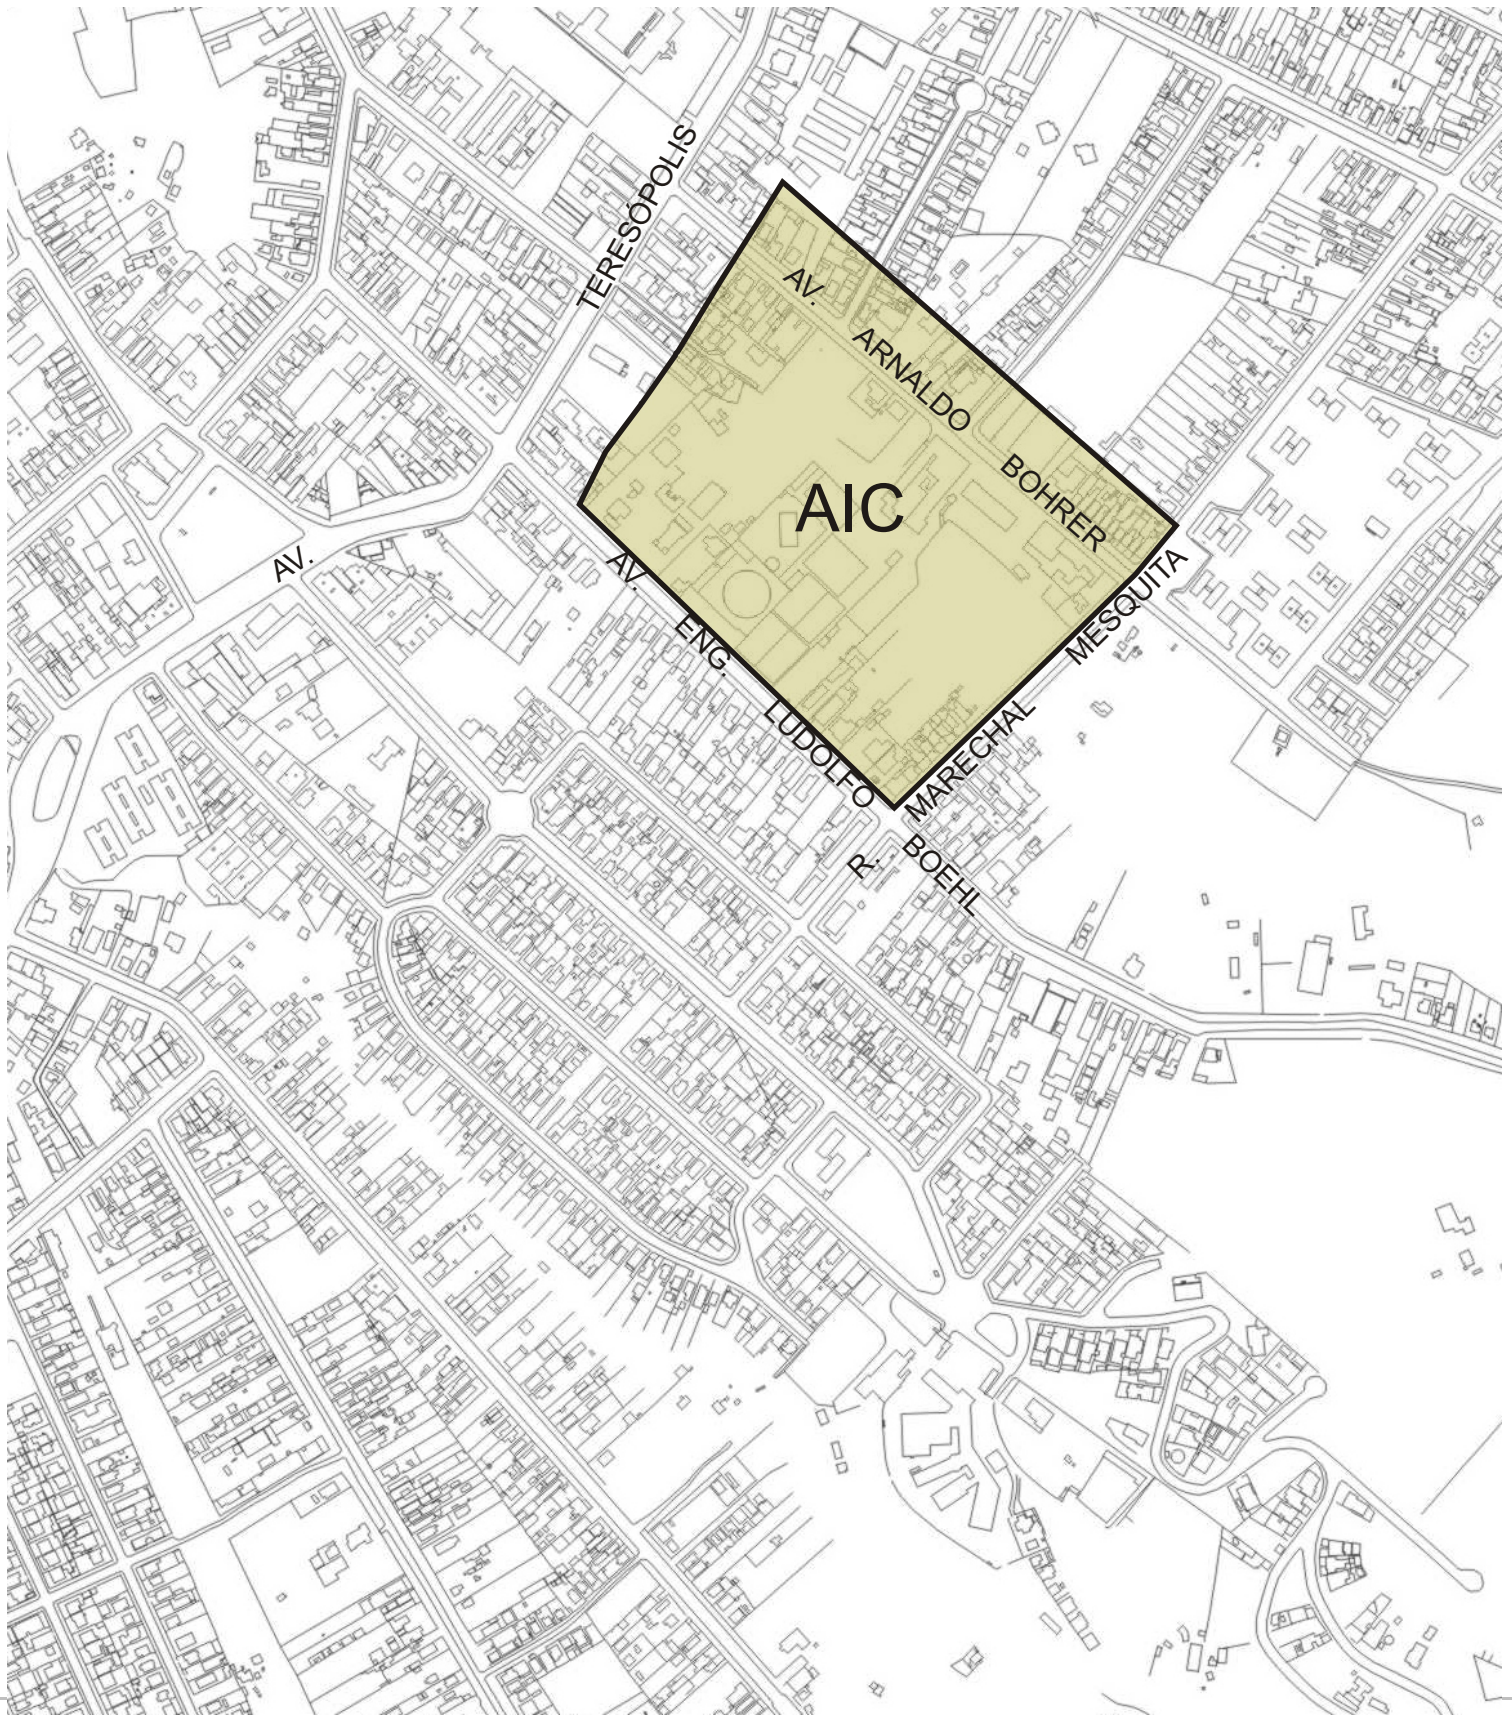 AV. TERESÓPOLIS
AV. ARNALDO BOHRER
AIC
AV. ENG. LUDOLFO BOEHL
R. MARECHAL MESQUITA